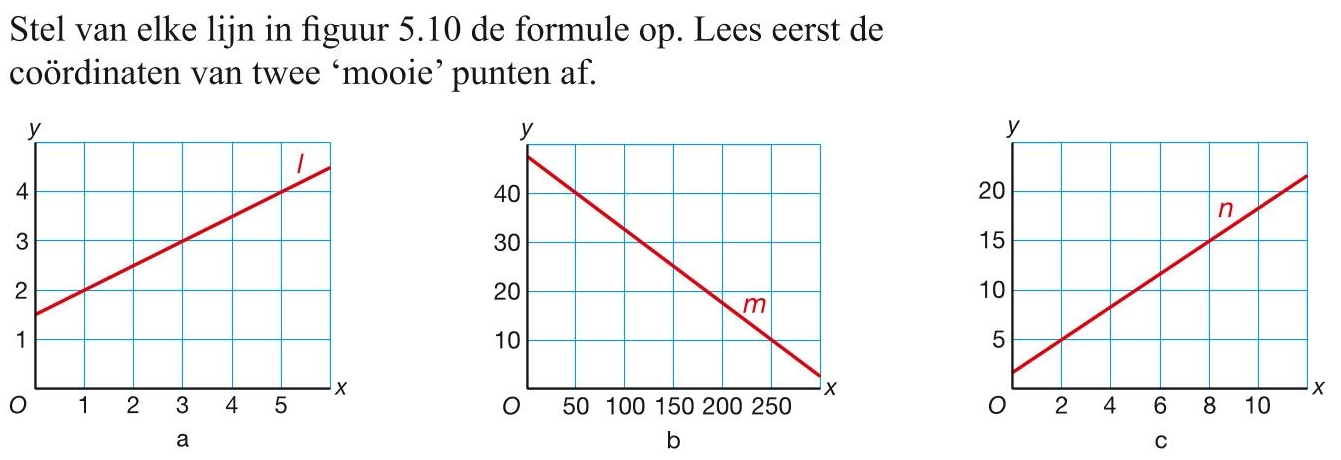 Stel van elke lijn in figuur 5.10 de formule op. Lees eerst de
coördinaten van twee ‘mooie’ punten af.
y
l
4
3
2
1
O 1 2 3 4 5 x
a
y
40
30
20
m
10
O 50 100 150 200 250 x
b
y
20
n
15
10
5
O 2 4 6 8 10 x
c